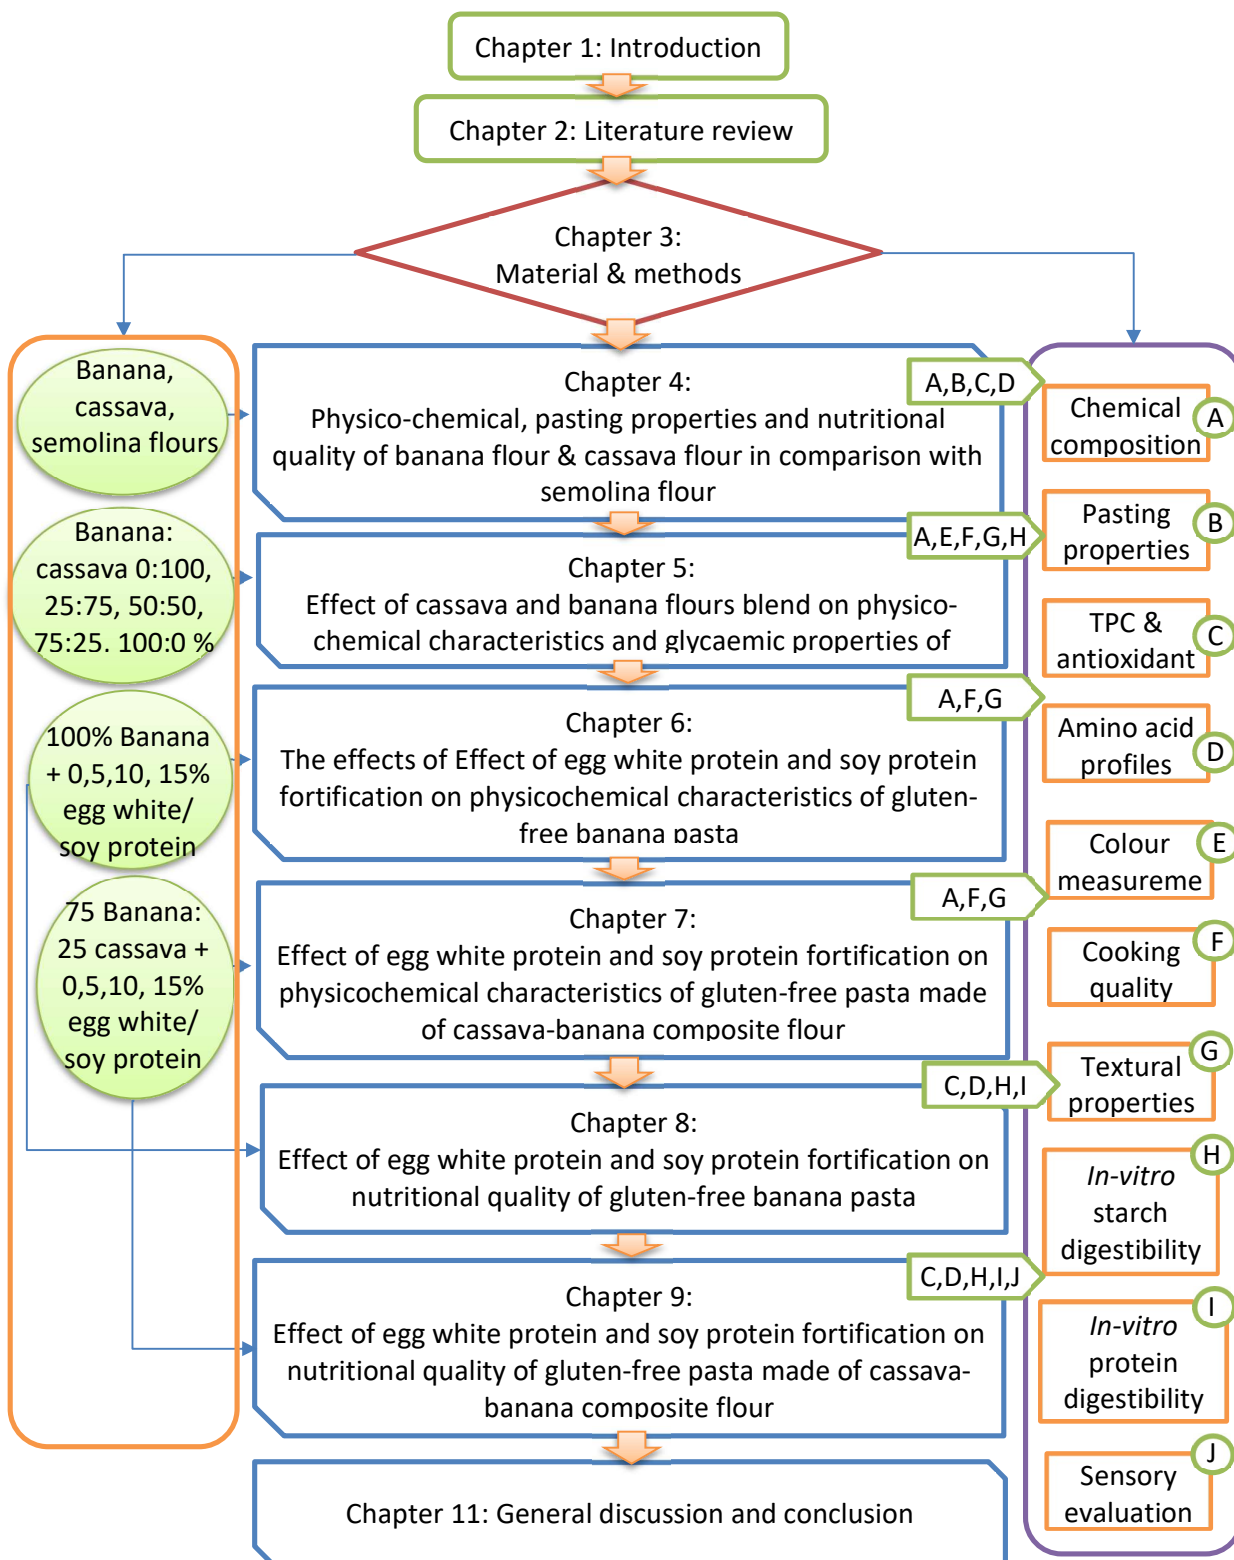 Chapter 1: Introduction
Chapter 2: Literature review
Chapter 3:
Material & methods
Banana,
cassava,
semolina flours
Chapter 4:
Physico-chemical, pasting properties and nutritional
quality of banana flour & cassava flour in comparison with
semolina flour
A,B,C,D
Chemical
composition
A
Banana:
cassava 0:100,
25:75, 50:50,
75:25. 100:0 %
Chapter 5:
Effect of cassava and banana flours blend on physico-
chemical characteristics and glycaemic properties of
A,E,F,G,H
Pasting
properties
B
TPC &
antioxidant
C
100% Banana
+ 0,5,10, 15%
egg white/
soy protein
Chapter 6:
The effects of Effect of egg white protein and soy protein
fortification on physicochemical characteristics of gluten-
free banana pasta
A,F,G
Amino acid
profiles
D
75 Banana:
25 cassava +
0,5,10, 15%
egg white/
soy protein
Chapter 7:
Effect of egg white protein and soy protein fortification on
physicochemical characteristics of gluten-free pasta made
of cassava-banana composite flour
A,F,G
Colour
measureme
E
Cooking
quality
F
Chapter 8:
Effect of egg white protein and soy protein fortification on
nutritional quality of gluten-free banana pasta
C,D,H,I
Textural
properties
G
In-vitro
starch
digestibility
H
Chapter 9:
Effect of egg white protein and soy protein fortification on
nutritional quality of gluten-free pasta made of cassava-
banana composite flour
C,D,H,I,J
In-vitro
protein
digestibility
I
Sensory
evaluation
J
Chapter 11: General discussion and conclusion